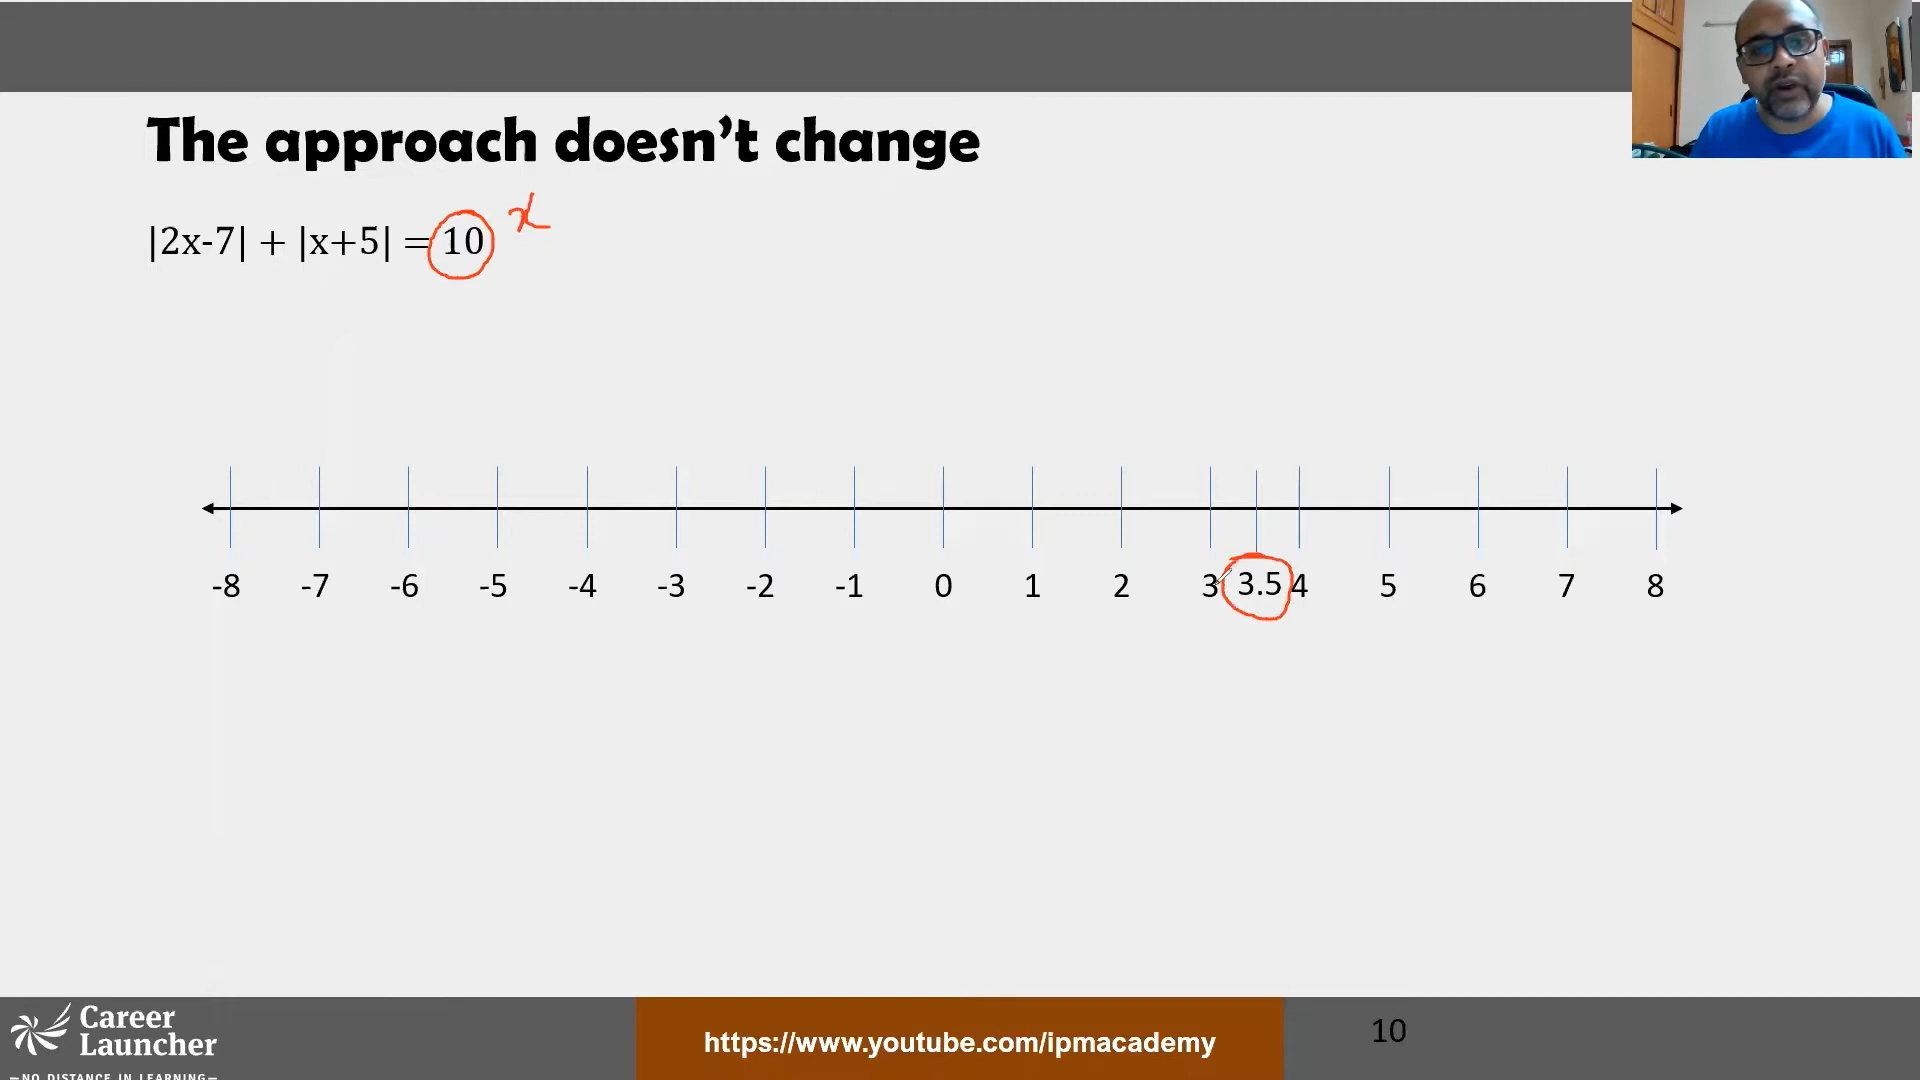 The approach doesn't change
|2x-7| + |x+5| = 10 x
-8 -7 -6 -5 -4 -3 -2 -1 0 1 2 3 3.5 4 5 6 7 8
Career
Launcher
—NO DISTANCE IN LEARNING—
https://www.youtube.com/ipmacademy
10